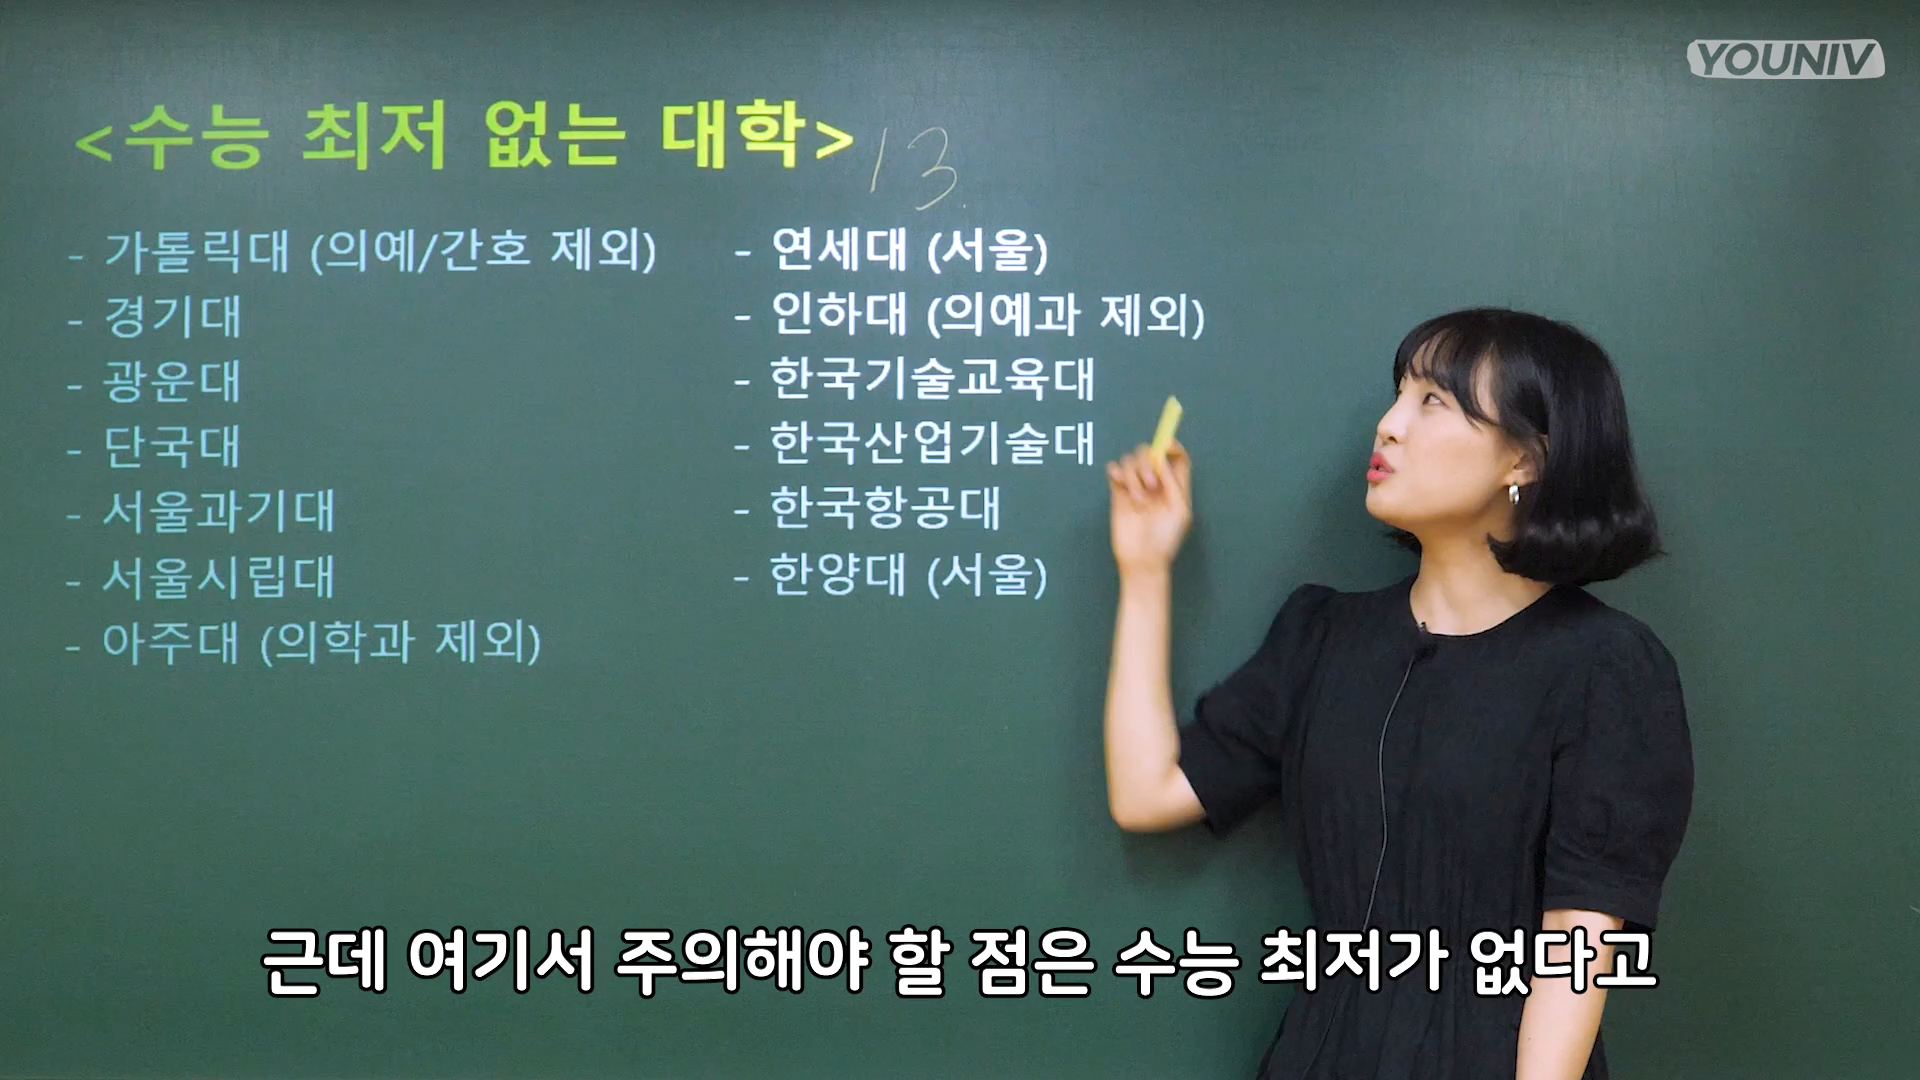 YOUNIV
<수능 최저 없는 대학> 13.
- 가톨릭대 (의예/간호 제외)
- 경기대
- 광운대
- 단국대
- 서울과기대
- 서울시립대
- 아주대 (의학과 제외)
- 연세대 (서울)
- 인하대 (의예과 제외)
- 한국기술교육대
- 한국산업기술대
- 한국항공대
- 한양대 (서울)
근데 여기서 주의해야 할 점은 수능 최저가 없다고